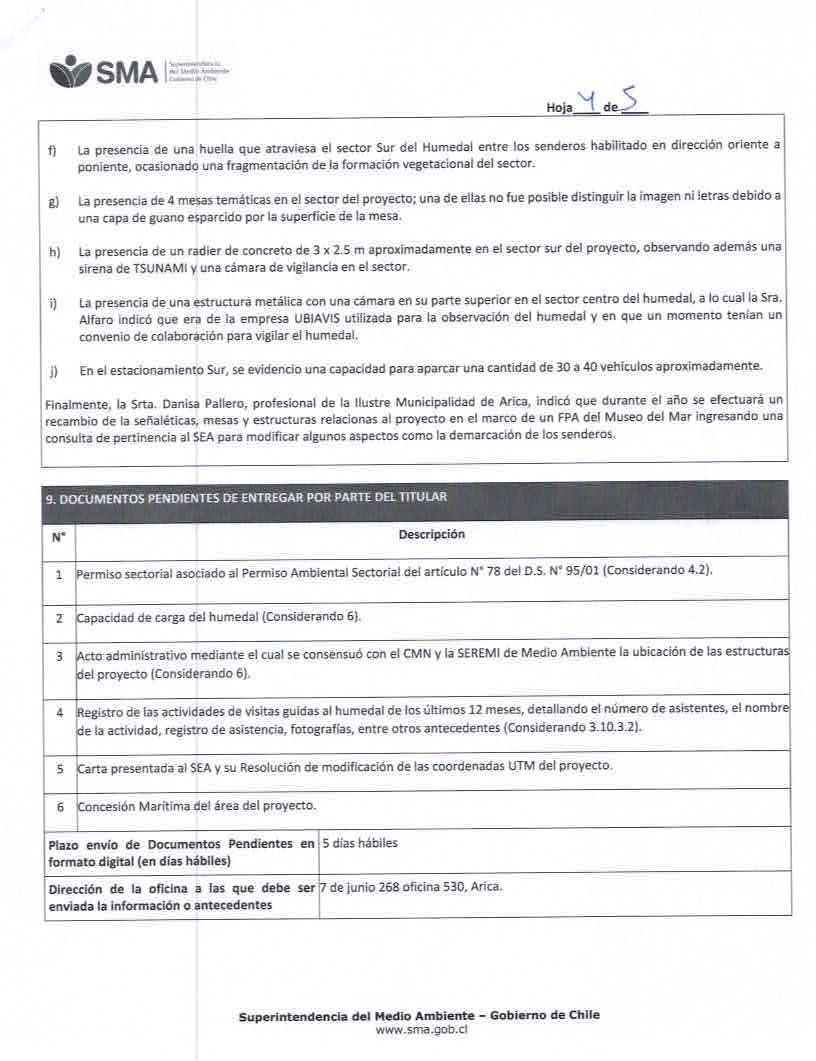 SMA
Superintendencia
del Medio Ambiente
Gobierno de Chile
Hoja 4 de 5
f) La presencia de una huella que atraviesa el sector Sur del Humedal entre los senderos habilitado en dirección oriente a
poniente, ocasionado una fragmentación de la formación vegetacional del sector.
g) La presencia de 4 mesas temáticas en el sector del proyecto; una de ellas no fue posible distinguir la imagen ni letras debido a
una capa de guano esparcido por la superficie de la mesa.
h) La presencia de un radier de concreto de 3 x 2.5 m aproximadamente en el sector sur del proyecto, observando además una
sirena de TSUNAMI y una cámara de vigilancia en el sector.
i) La presencia de una estructura metálica con una cámara en su parte superior en el sector centro del humedal, a lo cual la Sra.
Alfaro indicó que era de la empresa UBIAVIS utilizada para la observación del humedal y en que un momento tenían un
convenio de colaboración para vigilar el humedal.
j) En el estacionamiento Sur, se evidencio una capacidad para aparcar una cantidad de 30 a 40 vehículos aproximadamente.
Finalmente, la Srta. Danisa Pallero, profesional de la Ilustre Municipalidad de Arica, indicó que durante el año se efectuará un
recambio de la señaléticas, mesas y estructuras relacionas al proyecto en el marco de un FPA del Museo del Mar ingresando una
consulta de pertinencia al SEA para modificar algunos aspectos como la demarcación de los senderos.
9. DOCUMENTOS PENDIENTES DE ENTREGAR POR PARTE DEL TITULAR
N° Descripción
1 Permiso sectorial asociado al Permiso Ambiental Sectorial del artículo N° 78 del D.S. N° 95/01 (Considerando 4.2).
2 Capacidad de carga del humedal (Considerando 6).
3 Acto administrativo mediante el cual se consensuó con el CMN y la SEREMI de Medio Ambiente la ubicación de las estructuras
del proyecto (Considerando 6).
4 Registro de las actividades de visitas guidas al humedal de los últimos 12 meses, detallando el número de asistentes, el nombre
de la actividad, registro de asistencia, fotografías, entre otros antecedentes (Considerando 3.10.3.2).
5 Carta presentada al SEA y su Resolución de modificación de las coordenadas UTM del proyecto.
6 Concesión Marítima del área del proyecto.
Plazo envío de Documentos Pendientes en 5 días hábiles
formato digital (en días hábiles)
Dirección de la oficina a las que debe ser 7 de junio 268 oficina 530, Arica.
enviada la información o antecedentes
Superintendencia del Medio Ambiente – Gobierno de Chile
www.sma.gob.cl